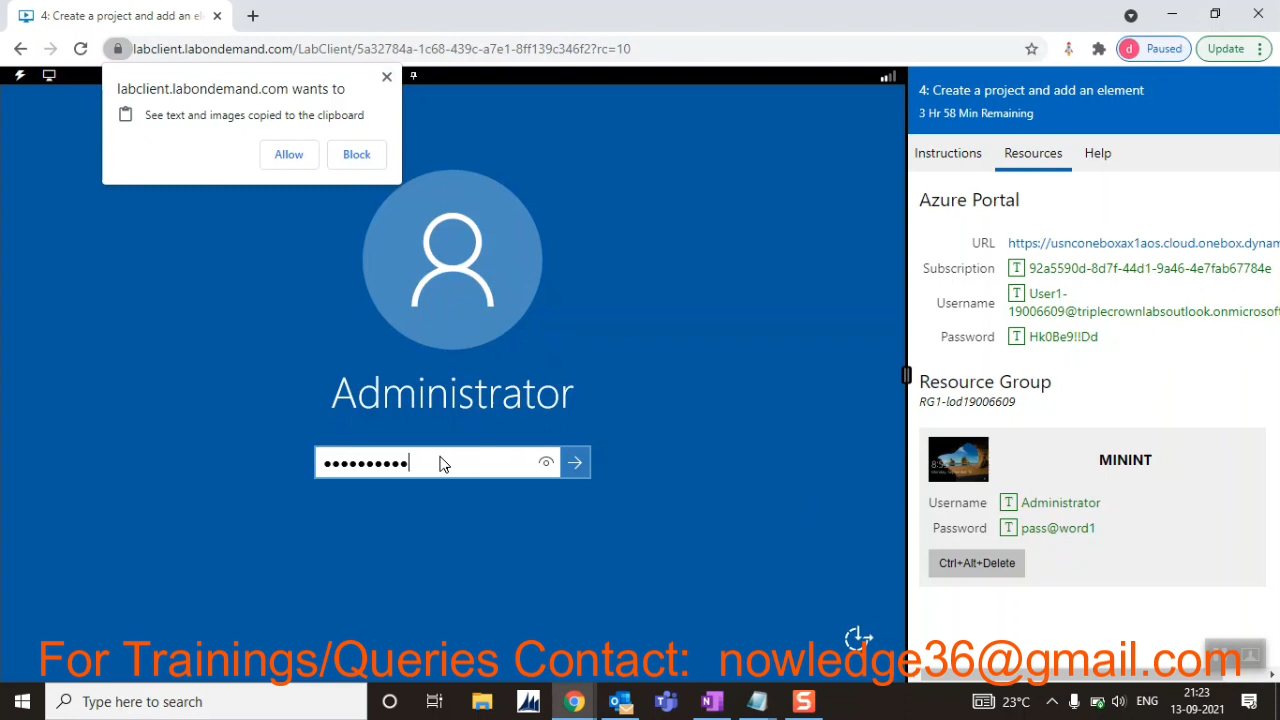 4: Create a project and add an ele
labclient.labondemand.com/LabClient/5a32784a-1c68-439c-a7e1-8ff139c346f2?rc=10
d Paused
Update
labclient.labondemand.com wants to
See text and images copied to the clipboard
Allow
Block
Administrator
4: Create a project and add an element
3 Hr 58 Min Remaining
Instructions Resources Help
Azure Portal
URL https://usnconeboxax1aos.cloud.onebox.dynam
Subscription T 92a5590d-8d7f-44d1-9a46-4e7fab67784e
Username T User1-
19006609@triplecrownlabsoutlook.onmicrosoft
Password T Hk0Be9!!Dd
Resource Group
RG1-lod19006609
MININT
Username T Administrator
Password T pass@word1
Ctrl+Alt+Delete
For Trainings/Queries Contact: nowledge36@gmail.com
Type here to search
23°C
ENG
21:23
13-09-2021